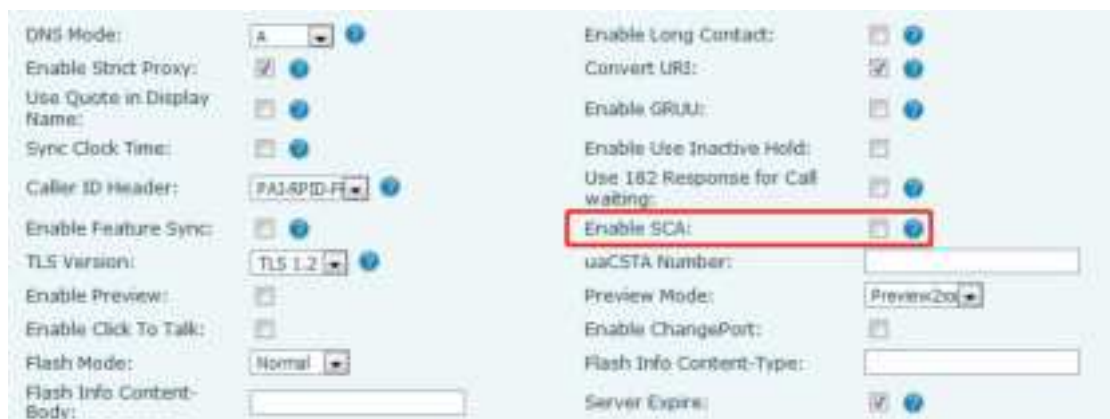 DNS Mode: A Enable Long Contact:
Enable Strict Proxy: Convert URI:
Use Quote in Display
Name: Enable GRUU:
Sync Clock Time: Enable Use Inactive Hold:
Caller ID Header: PAI-RPID-F Use 182 Response for Call
waiting:
Enable Feature Sync: Enable SCA:
TLS Version: TLS 1.2 uaCSTA Number:
Enable Preview: Preview Mode:
Enable Click To Talk: Enable ChangePort:
Flash Mode: Normal Flash Info Content-Type:
Flash Info Content-
Body: Server Expire: